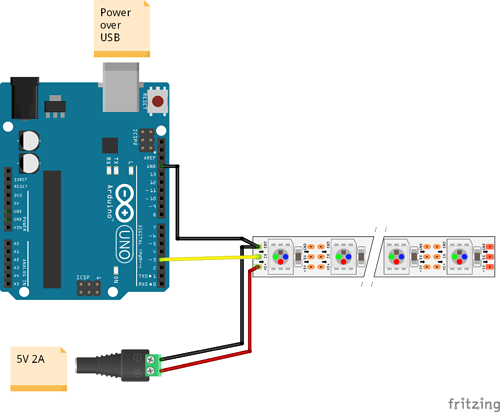 Power
over
USB
RESET
ICSP2
AREF
GND
13
12
11
10
9
8
7
6
5
4
3
2
TX
RX
L
Arduino
UNO
DIGITAL (PWM~)
IOREF
RESET
3V3
5V
GND
GND
VIN
POWER
A0
A1
A2
A3
A4
A5
ANALOG IN
TX▸1
RX◂0
ICSP
ON
5V 2A
fritzing